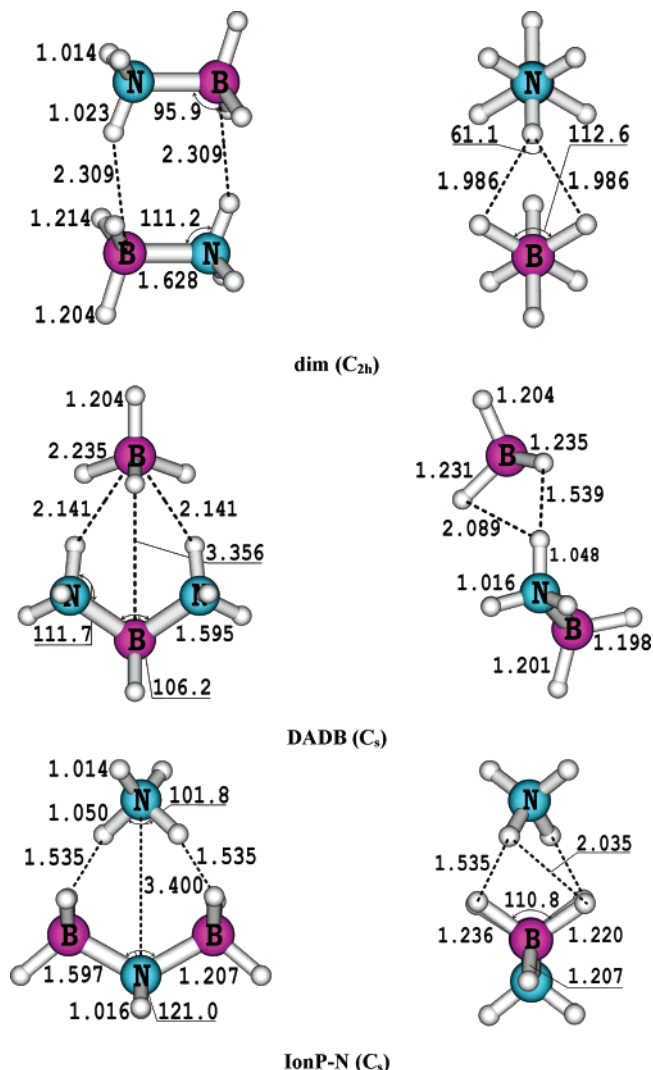 1.014 N B N
1.023 95.9 61.1 112.6
2.309 2.309 1.986 1.986
1.214 111.2
B N B
1.628
1.204
dim (C2h)
1.204 1.204
2.235 B B 1.235
1.231
2.141 2.141 1.539
2.089
3.356 1.048
N N 1.016 N
111.7 1.595 B
B 1.198
106.2 1.201
DADB (Cs)
1.014
N 101.8 N
1.050
1.535 1.535 1.535 2.035
3.400
B B 110.8
1.236 B 1.220
1.597 N 1.207 1.207
1.016 121.0
IonP-N (Cs)